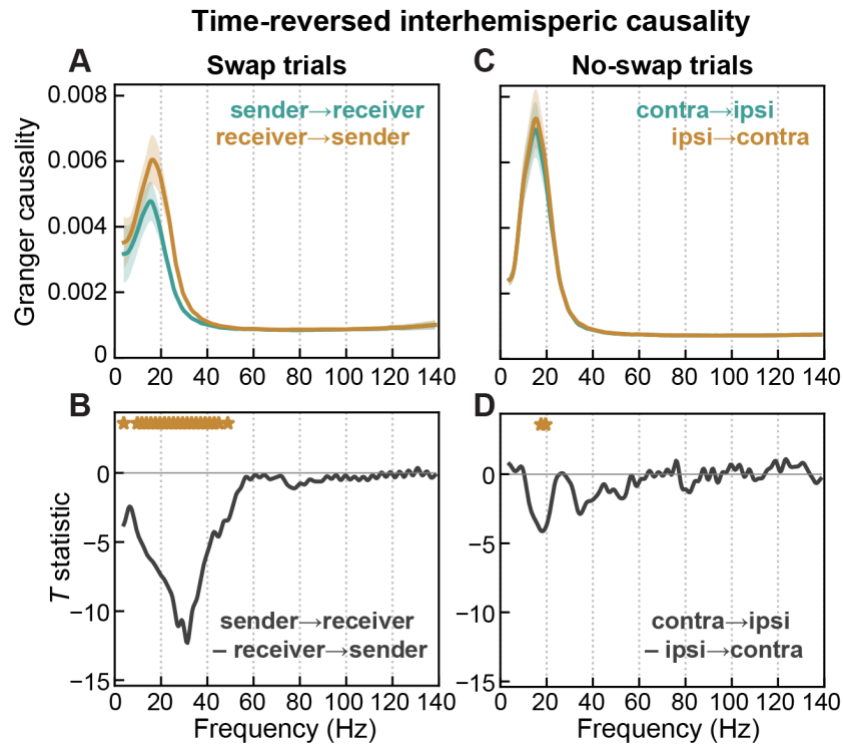 Time-reversed interhemisperic causality
A
Swap trials
C
No-swap trials
0.008
0.006
0.004
0.002
0
Granger causality
sender→receiver
receiver→sender
contra→ipsi
ipsi→contra
0 20 40 60 80 100 120 140
0 20 40 60 80 100 120 140
B
D
0
−5
−10
−15
T statistic
sender→receiver
– receiver→sender
0
−5
−10
−15
contra→ipsi
– ipsi→contra
0 20 40 60 80 100 120 140
0 20 40 60 80 100 120 140
Frequency (Hz)
Frequency (Hz)